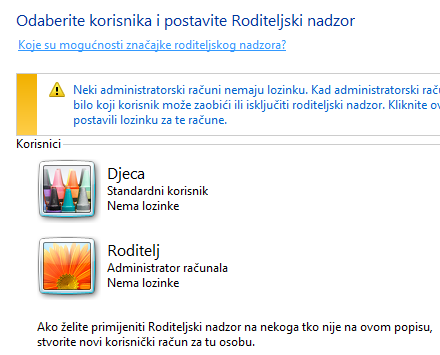 Odaberite korisnika i postavite Roditeljski nadzor
Koje su mogućnosti značajke roditeljskog nadzora?
Neki administratorski računi nemaju lozinku. Kad administratorski
bilo koji korisnik može zaobići ili isključiti roditeljski nadzor. Kliknite
postavili lozinku za te račune.
Korisnici
Djeca
Standardni korisnik
Nema lozinke
Roditelj
Administrator računala
Nema lozinke
Ako želite primijeniti Roditeljski nadzor na nekoga tko nije na ovom popisu,
stvorite novi korisnički račun za tu osobu.